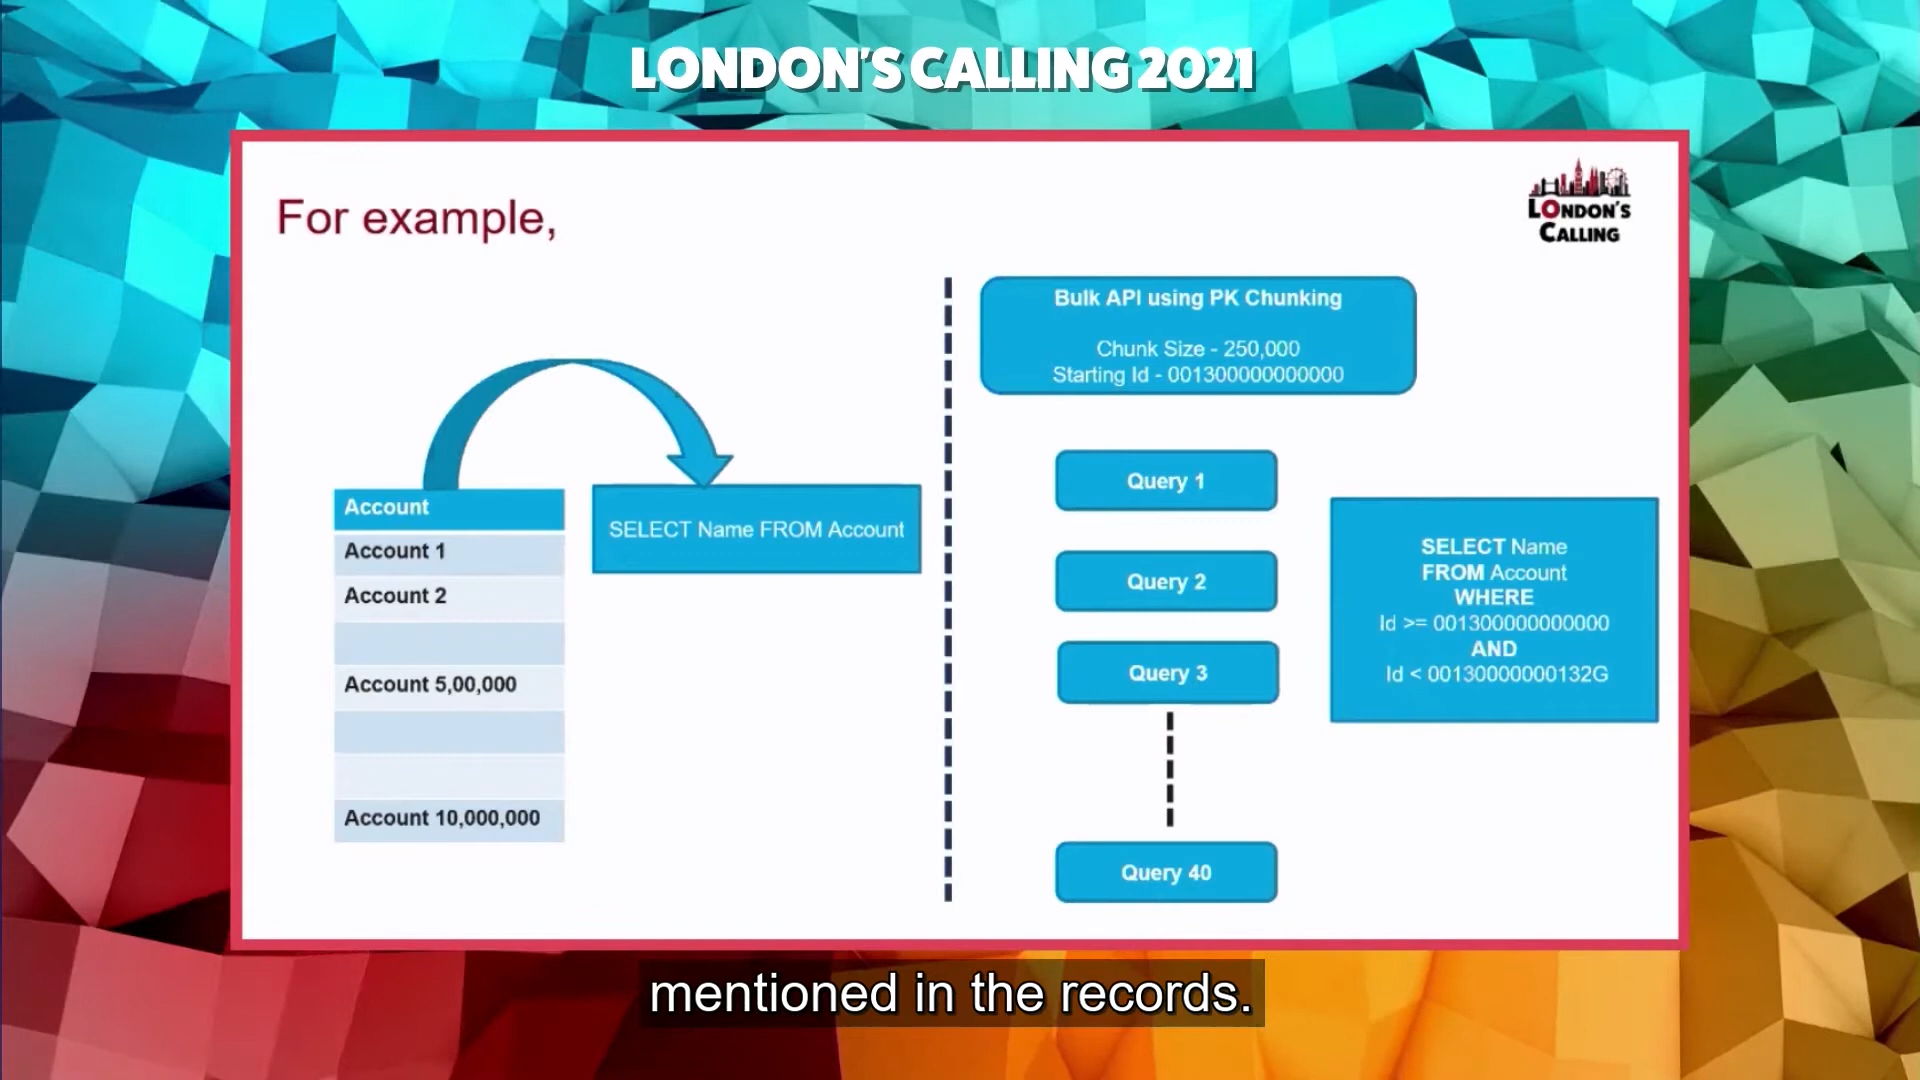 LONDON'S CALLING 2021
For example,
LONDON'S
CALLING
Account
Account 1
Account 2
Account 5,00,000
Account 10,000,000
SELECT Name FROM Account
Bulk API using PK Chunking
Chunk Size - 250,000
Starting Id - 001300000000000
Query 1
Query 2
Query 3
Query 40
SELECT Name
FROM Account
WHERE
Id >= 001300000000000
AND
Id < 00130000000132G
mentioned in the records.